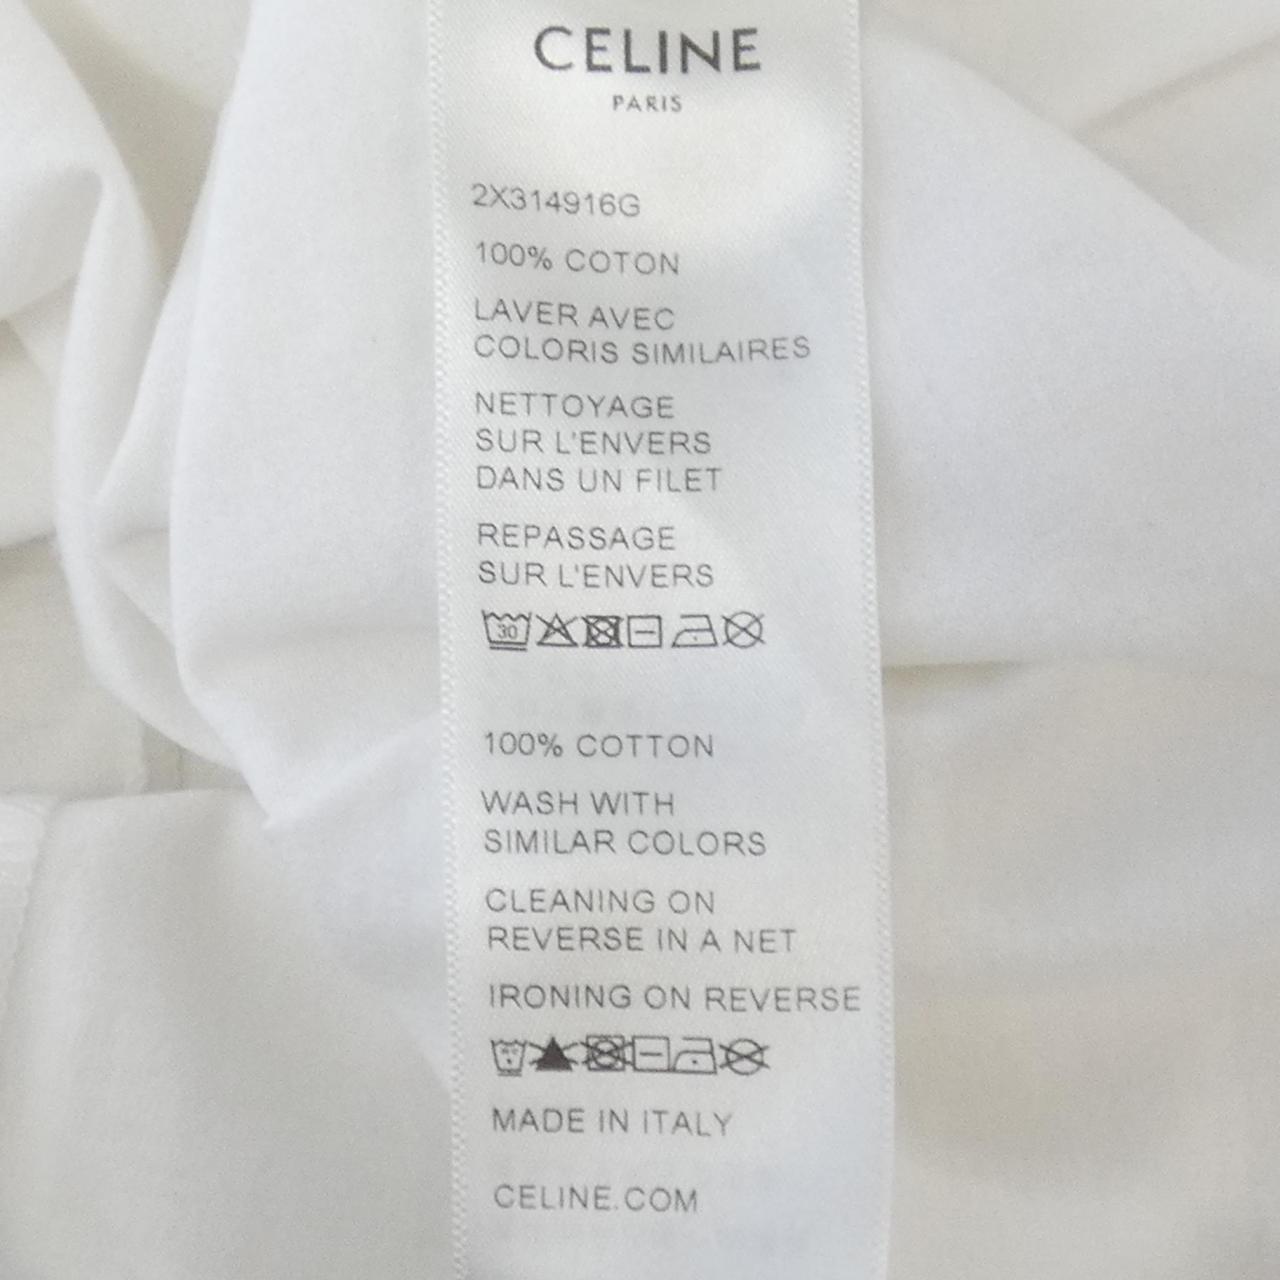 CELINE
PARIS
2X314916G
100% COTON
LAVER AVEC
COLORIS SIMILAIRES
NETTOYAGE
SUR L'ENVERS
DANS UN FILET
REPASSAGE
SUR L'ENVERS
30
100% COTTON
WASH WITH
SIMILAR COLORS
CLEANING ON
REVERSE IN A NET
IRONING ON REVERSE
MADE IN ITALY
CELINE.COM